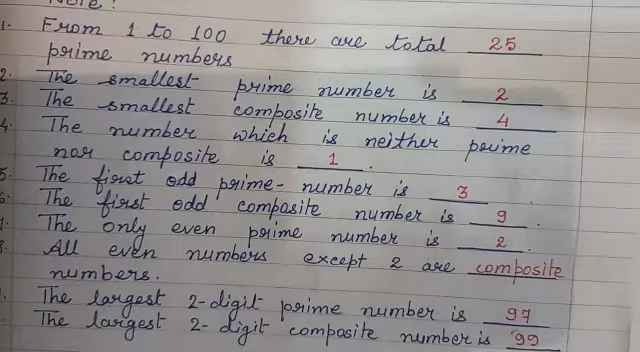 Note :
1. From 1 to 100 there are total 25
prime numbers
2. The smallest prime number is 2
3. The smallest composite number is 4
4. The number which is neither prime
nor composite is 1 .
5. The first odd prime- number is 3 .
6. The first odd composite number is 9 .
7. The only even prime number is 2 .
8. All even numbers except 2 are composite
numbers.
The largest 2-digit prime number is 97
The largest 2-digit composite number is 99